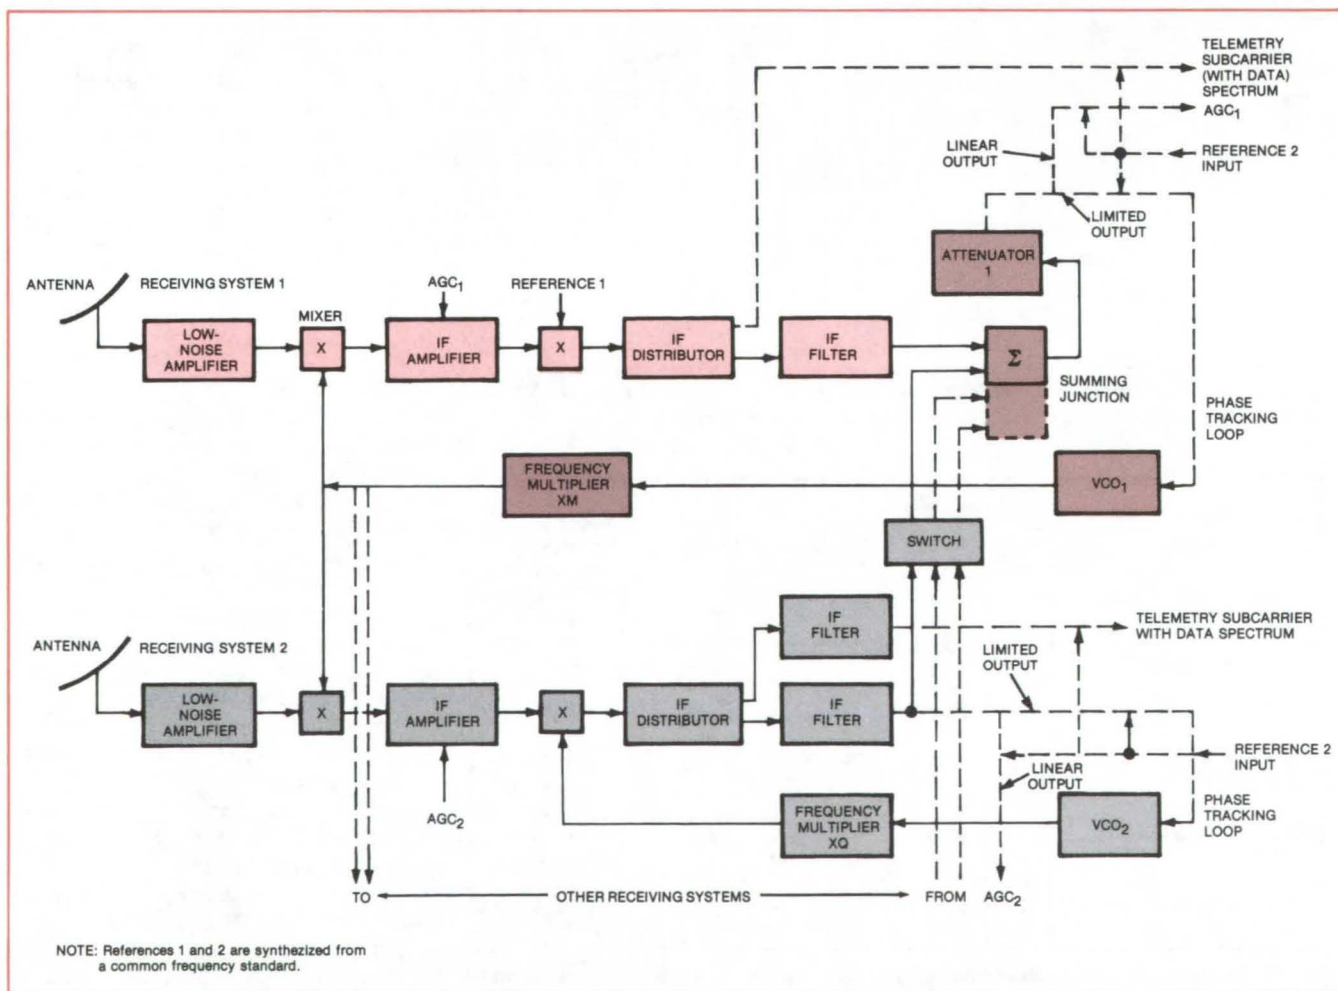 TELEMETRY
SUBCARRIER
(WITH DATA)
SPECTRUM
AGC₁
LINEAR
OUTPUT
REFERENCE 2
INPUT
LIMITED
OUTPUT
ATTENUATOR
1
ANTENNA
RECEIVING SYSTEM 1
AGC₁
REFERENCE 1
MIXER
LOW-
NOISE
AMPLIFIER
X
IF
AMPLIFIER
X
IF
DISTRIBUTOR
IF
FILTER
Σ
SUMMING
JUNCTION
PHASE
TRACKING
LOOP
FREQUENCY
MULTIPLIER
XM
VCO₁
SWITCH
ANTENNA
RECEIVING SYSTEM 2
IF
FILTER
TELEMETRY SUBCARRIER
WITH DATA SPECTRUM
LIMITED
OUTPUT
LOW-
NOISE
AMPLIFIER
X
IF
AMPLIFIER
X
IF
DISTRIBUTOR
IF
FILTER
REFERENCE 2
INPUT
LINEAR
OUTPUT
AGC₂
FREQUENCY
MULTIPLIER
XQ
VCO₂
PHASE
TRACKING
LOOP
TO
OTHER RECEIVING SYSTEMS
FROM
AGC₂
NOTE: References 1 and 2 are synthezized from
a common frequency standard.